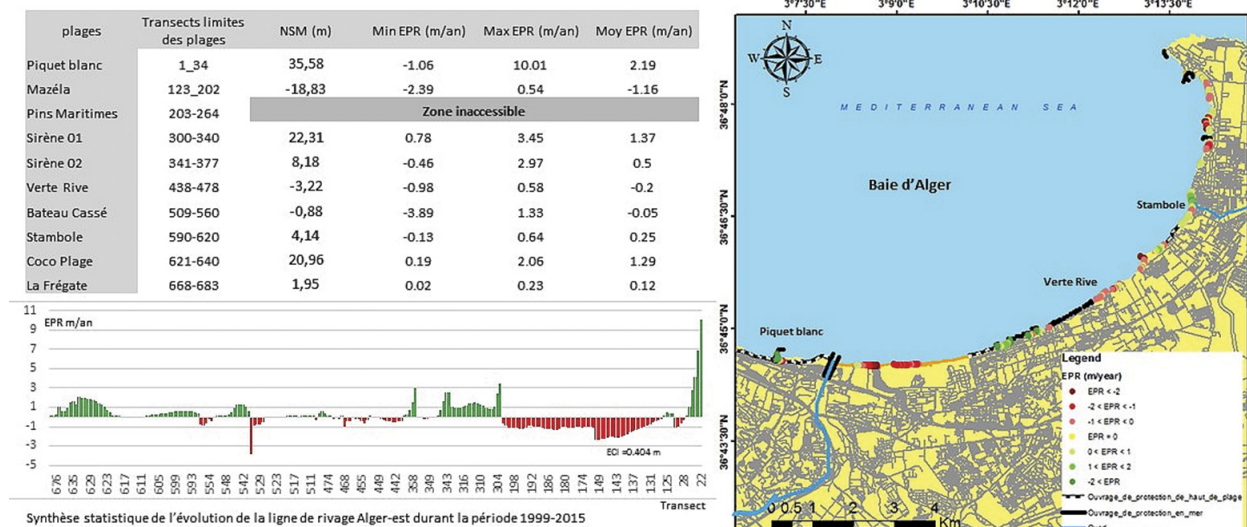 plages Transects limites des plages NSM (m) Min EPR (m/an) Max EPR (m/an) Moy EPR (m/an)
Piquet blanc 1_34 35,58 -1.06 10.01 2.19
Mazéla 123_202 -18,83 -2.39 0.54 -1.16
Pins Maritimes 203-264 Zone inaccessible
Sirène 01 300-340 22,31 0.78 3.45 1.37
Sirène 02 341-377 8,18 -0.46 2.97 0.5
Verte Rive 438-478 -3,22 -0.98 0.58 -0.2
Bateau Cassé 509-560 -0,88 -3.89 1.33 -0.05
Stambole 590-620 4,14 -0.13 0.64 0.25
Coco Plage 621-640 20,96 0.19 2.06 1.29
La Frégate 668-683 1,95 0.02 0.23 0.12
EPR m/an
11
9
7
5
3
1
-1
-3
-5
ECI =0.404 m
676 635 629 623 617 611 605 599 593 554 548 542 529 523 517 511 474 468 455 449 442 358 349 343 316 310 304 198 192 186 180 174 149 143 137 131 125 28 22
Transect
Synthèse statistique de l'évolution de la ligne de rivage Alger-est durant la période 1999-2015
3°7'30"E 3°9'0"E 3°10'30"E 3°12'0"E 3°13'30"E
N
W E
S
36°48'0"N
36°46'30"N
36°45'0"N
36°43'30"N
MEDITERRANEAN SEA
Baie d'Alger
Stambole
Verte Rive
Piquet blanc
Legend
EPR (m/year)
EPR < -2
-2 < EPR < -1
-1 < EPR < 0
EPR = 0
0 < EPR < 1
1 < EPR < 2
-2 < EPR
Ouvrage_de_protection_de_haut_de_plage
Ouvrage_de_protection_en_mer
0 0.5 1 2 3 4
Km